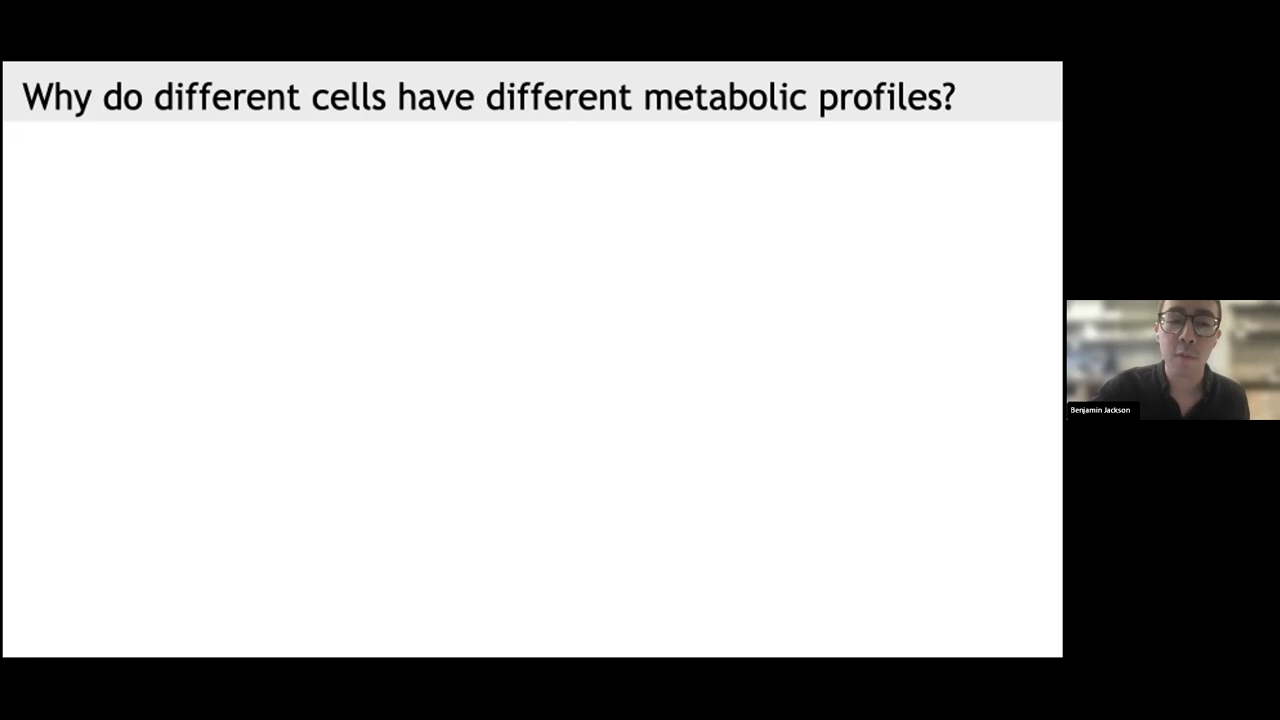 Why do different cells have different metabolic profiles?
Benjamin Jackson